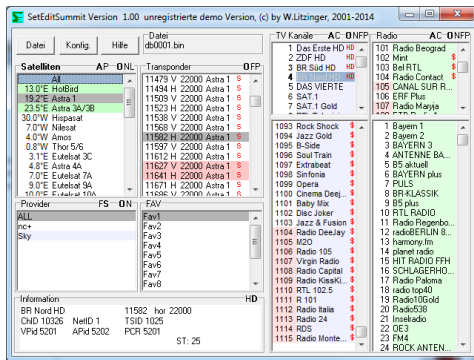 SetEditSummit Version 1.00 unregistrierte demo Version, (c) by W.Litzinger, 2001-2014
Datei
Konfig.
Hilfe
Datei
db0001.bin
Satelliten AP-ONL
All
13.0°E HotBird
19.2°E Astra 1
23.5°E Astra 3A/3B
30.0°W Hispasat
7.0°W Nilesat
4.0°W Amos
0.8°W Thor 5/6
3.1°E Eutelsat 3C
4.8°E Astra 4A
7.0°E Eutelsat 7A
9.0°E Eutelsat 9A
Transponder OFP
11479 V 22000 Astra 1 S
11494 H 22000 Astra 1 S
11509 V 22000 Astra 1 S
11523 H 22000 Astra 1 S
11538 V 22000 Astra 1 S
11582 H 22000 Astra 1 S
11597 V 22000 Astra 1 S
11612 H 22000 Astra 1 S
11627 V 22000 Astra 1 S
11641 H 22000 Astra 1 S
11671 H 22000 Astra 1 S
Provider FS ON
ALL
nc+
Sky
FAV
Fav1
Fav2
Fav3
Fav4
Fav5
Fav6
Fav7
Fav8
Information HD
BR Nord HD 11582 hor 22000
ChID 10326 NetID 1 TSID 1025
VPid 5201 APid 5202 PCR 5201
ST: 25
TV Kanäle AC-ONFP
1 Das Erste HD HD
2 ZDF HD HD
3 BR Süd HD HD
4 BR Nord HD HD
5 DAS VIERTE
6 SAT.1
7 SAT.1 Gold
Radio AC-ONFP
101 Radio Beograd
102 Mint $
103 Bel RTL $
104 Radio Contact $
105 CANAL SUR R...
106 ERF Plus
107 Radio Maryja
1093 Rock Shock $
1094 Jazz Gold $
1095 B-Side $
1096 Soul Train $
1097 Extrabeat $
1098 Sinfonia $
1099 Opera $
1100 Cinema Deej... $
1101 Baby Mix $
1102 Disc Joker $
1103 Jazz & Fusion $
1104 Radio DeeJay $
1105 M2O $
1106 Radio 105 $
1107 Virgin Radio $
1108 Radio Capital $
1109 Radio KissKi... $
1110 RTL 102.5 $
1111 R 101 $
1112 Radio Italia $
1113 Radio 24 $
1114 RDS $
1115 Radio Monte... $
1 Bayern 1
2 Bayern 2
3 BAYERN 3
4 ANTENNE BA...
5 B5 aktuell
6 BAYERN plus
7 PULS
8 BR-KLASSIK
9 B5 plus
10 RTL RADIO
11 Radio Regenbo...
12 radioBERLIN 8...
13 harmony.fm
14 planet radio
15 HIT RADIO FFH
16 SCHLAGERHO...
17 Radio Paloma
18 radio top40
19 Radio10Gold
20 Radio538
21 Inselradio
22 OE3
23 FM4
24 ROCK ANTEN...